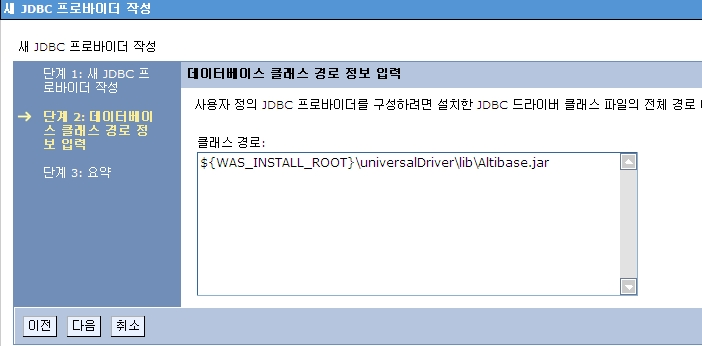 새 JDBC 프로바이더 작성
새 JDBC 프로바이더 작성
단계 1: 새 JDBC 프
로바이더 작성
단계 2: 데이터베이
스 클래스 경로 정
보 입력
단계 3: 요약
데이터베이스 클래스 경로 정보 입력
사용자 정의 JDBC 프로바이더를 구성하려면 설치한 JDBC 드라이버 클래스 파일의 전체 경로
클래스 경로:
${WAS_INSTALL_ROOT}\universalDriver\lib\Altibase.jar
이전 다음 취소